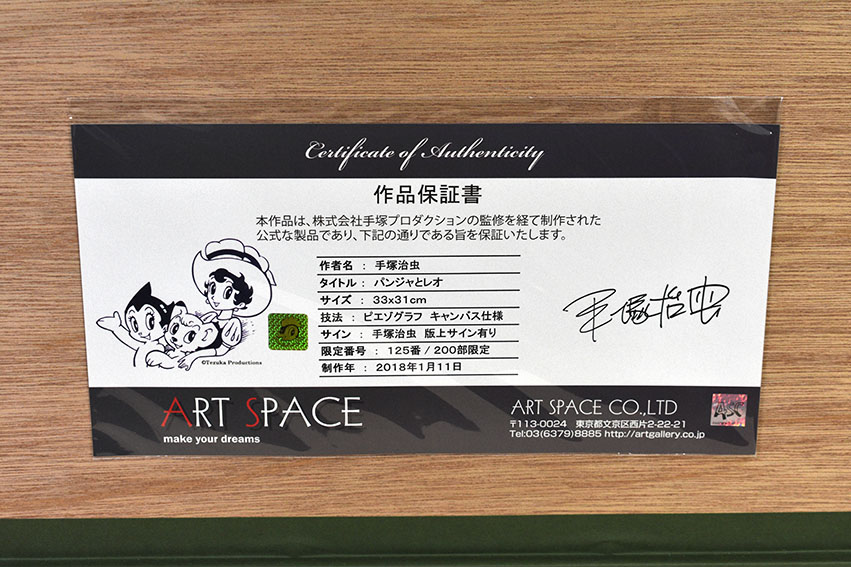 Certificate of Authenticity
作品保証書
本作品は、株式会社手塚プロダクションの監修を経て制作された
公式な製品であり、下記の通りである旨を保証いたします。
作者名 : 手塚治虫
タイトル : パンジャとレオ
サイズ : 33x31cm
技法 : ピエゾグラフ キャンバス仕様
サイン : 手塚治虫 版上サイン有り
限定番号 : 125番 / 200部限定
制作年 : 2018年1月11日
手塚治虫
©Tezuka Productions
ART SPACE
make your dreams
ART SPACE CO.,LTD
〒113-0024 東京都文京区西片2-22-21
Tel:03(6379)8885 http://artgallery.co.jp